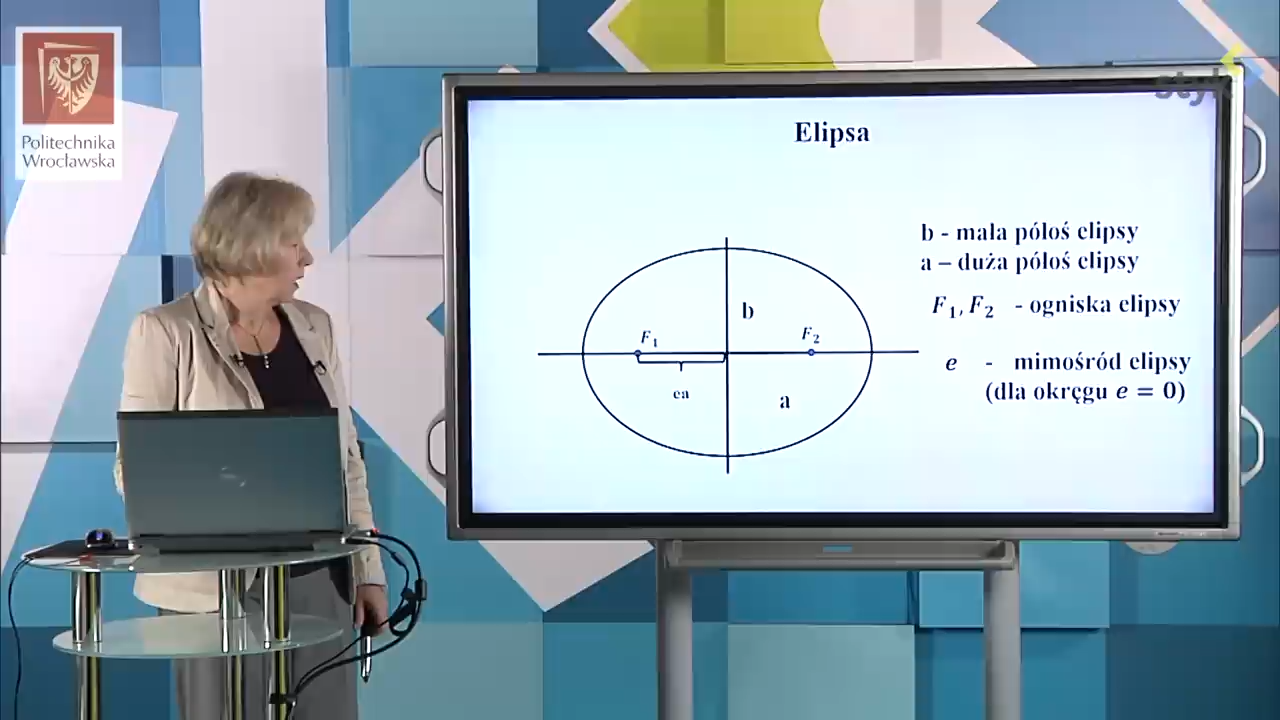 Politechnika
Wrocławska
styk
Elipsa
b - mała półoś elipsy
a – duża półoś elipsy
F₁, F₂ - ogniska elipsy
e - mimośród elipsy
(dla okręgu e = 0)
b
F₁
F₂
ea
a